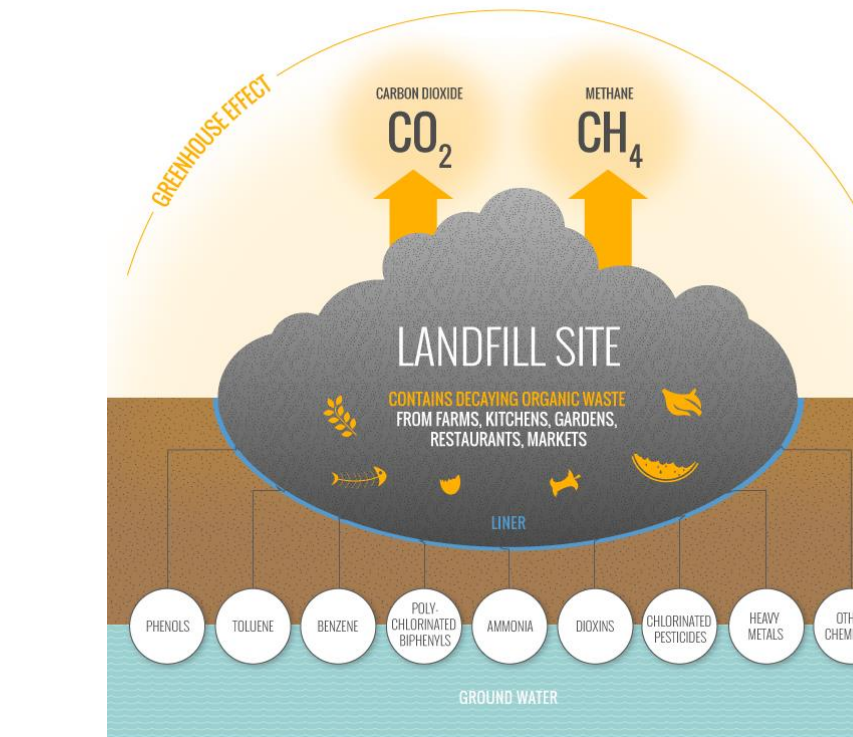 GREENHOUSE EFFECT
CARBON DIOXIDE
CO₂
METHANE
CH₄
LANDFILL SITE
CONTAINS DECAYING ORGANIC WASTE
FROM FARMS, KITCHENS, GARDENS,
RESTAURANTS, MARKETS
LINER
PHENOLS
TOLUENE
BENZENE
POLY-
CHLORINATED
BIPHENYLS
AMMONIA
DIOXINS
CHLORINATED
PESTICIDES
HEAVY
METALS
GROUND WATER